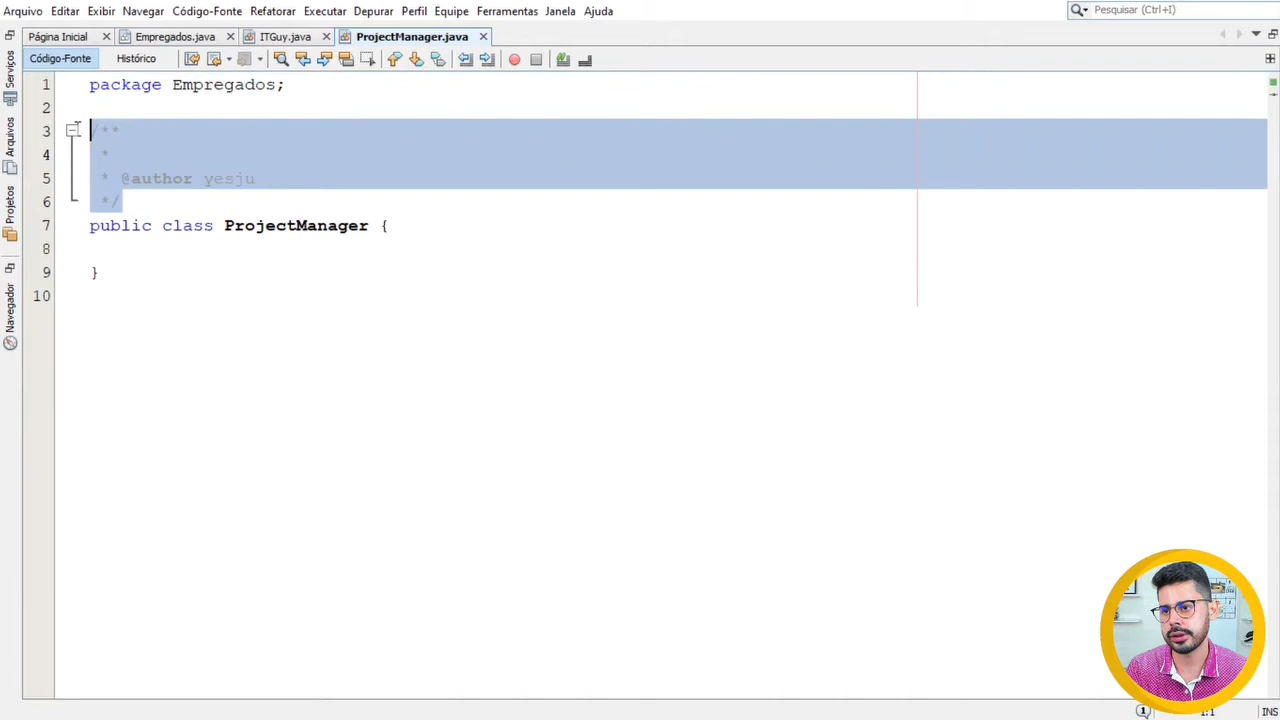 Arquivo Editar Exibir Navegar Código-Fonte Refatorar Executar Depurar Perfil Equipe Ferramentas Janela Ajuda
Pesquisar (Ctrl+I)
Página Inicial Empregados.java ITGuy.java ProjectManager.java
Código-Fonte Histórico
Serviços
Arquivos
Projetos
Navegador
1 package Empregados;
2
3 /**
4 *
5 * @author yesju
6 */
7 public class ProjectManager {
8
9 }
10
1:1 INS